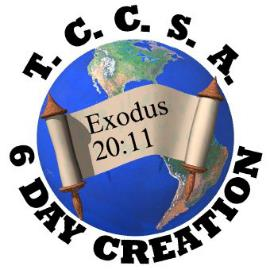 T. C. C. S. A.
Exodus
20:11
6 DAY CREATION